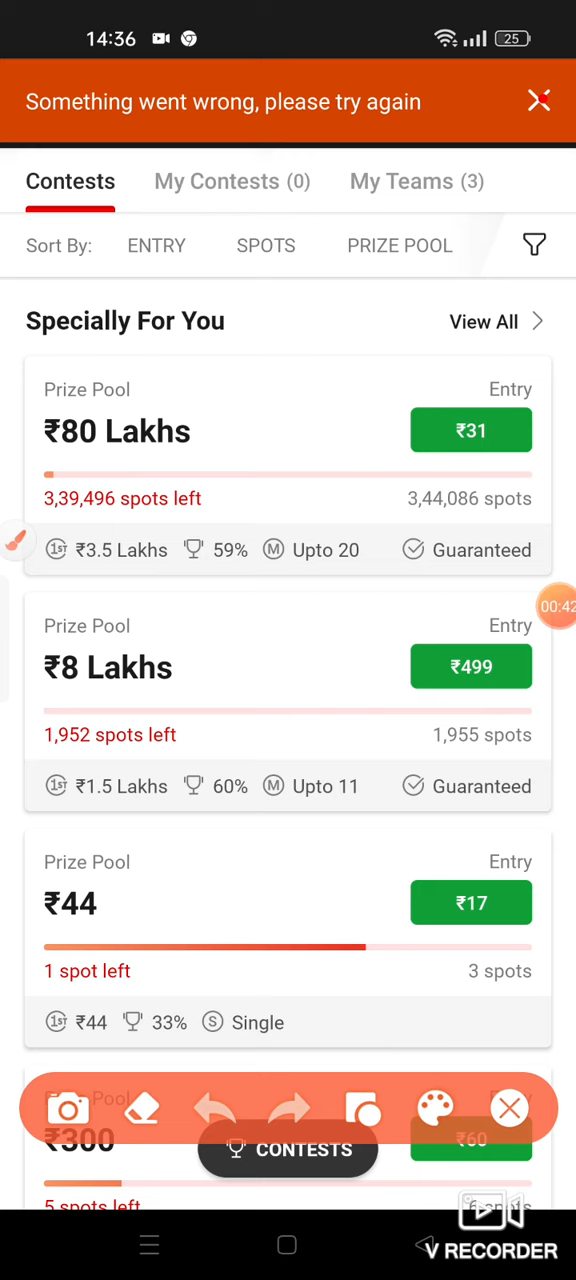 14:36 25
Something went wrong, please try again
Contests My Contests (0) My Teams (3)
Sort By: ENTRY SPOTS PRIZE POOL
Specially For You View All
Prize Pool Entry
₹80 Lakhs ₹31
3,39,496 spots left 3,44,086 spots
1ST ₹3.5 Lakhs 59% M Upto 20 Guaranteed
00:42
Prize Pool Entry
₹8 Lakhs ₹499
1,952 spots left 1,955 spots
1ST ₹1.5 Lakhs 60% M Upto 11 Guaranteed
Prize Pool Entry
₹44 ₹17
1 spot left 3 spots
1ST ₹44 33% S Single
Pool
₹300 CONTESTS ₹60
5 spots left 6 spots
V RECORDER